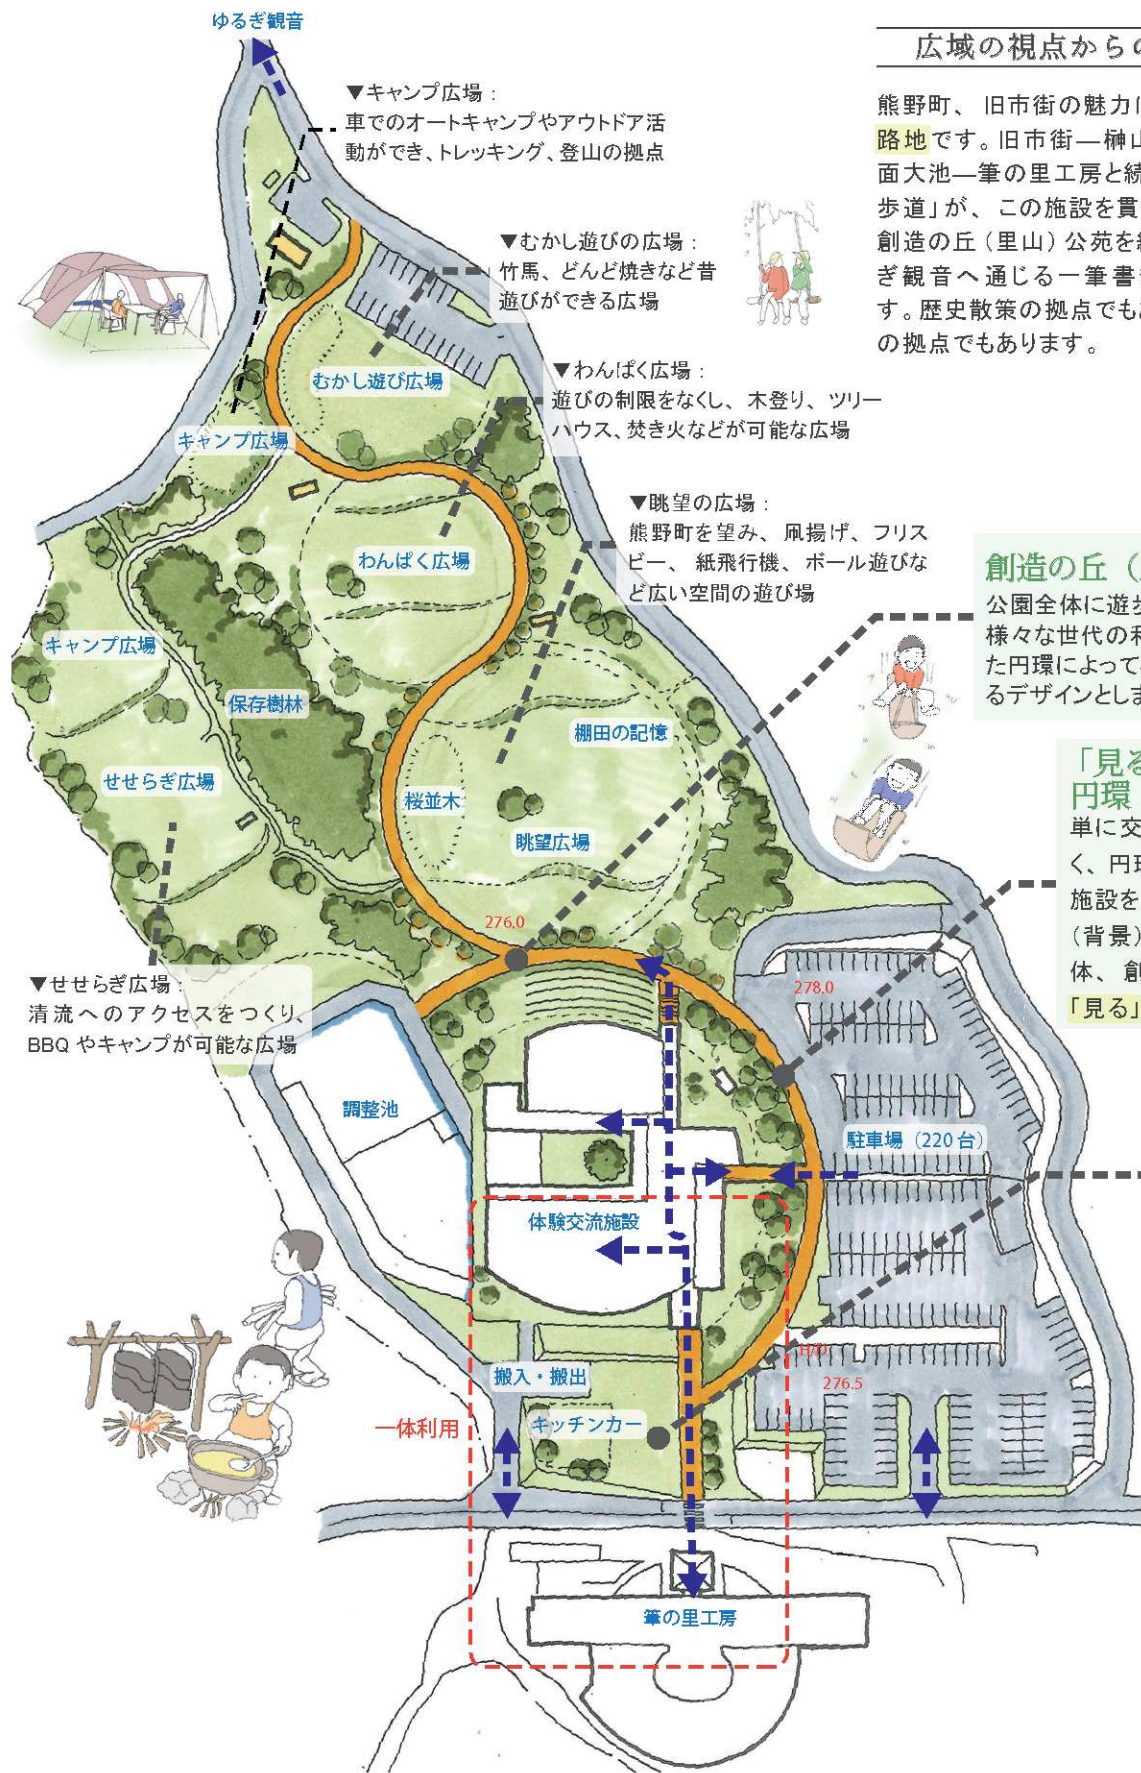 ゆるぎ観音
広域の視点からの
▼キャンプ広場：
車でのオートキャンプやアウトドア活
動ができ、トレッキング、登山の拠点
熊野町、旧市街の魅力
路地です。旧市街―榊山
面大池―筆の里工房と続
歩道」が、この施設を貫
創造の丘（里山）公苑を
ぎ観音へ通じる一筆書
す。歴史散策の拠点でも
の拠点でもあります。
▼むかし遊びの広場：
竹馬、どんど焼きなど昔
遊びができる広場
むかし遊び広場
▼わんぱく広場：
遊びの制限をなくし、木登り、ツリー
ハウス、焚き火などが可能な広場
キャンプ広場
▼眺望の広場：
熊野町を望み、凧揚げ、フリス
ビー、紙飛行機、ボール遊びな
ど広い空間の遊び場
わんぱく広場
創造の丘（
公園全体に遊歩
様々な世代の利
た円環によって
るデザインとしま
キャンプ広場
保存樹林
棚田の記憶
せせらぎ広場
桜並木
眺望広場
「見る
円環
単に交
く、円環
施設を
（背景）
体、創
「見る」
276.0
278.0
▼せせらぎ広場：
清流へのアクセスをつくり、
BBQ やキャンプが可能な広場
調整池
駐車場（220 台）
体験交流施設
276.5
搬入・搬出
一体利用
キッチンカー
筆の里工房